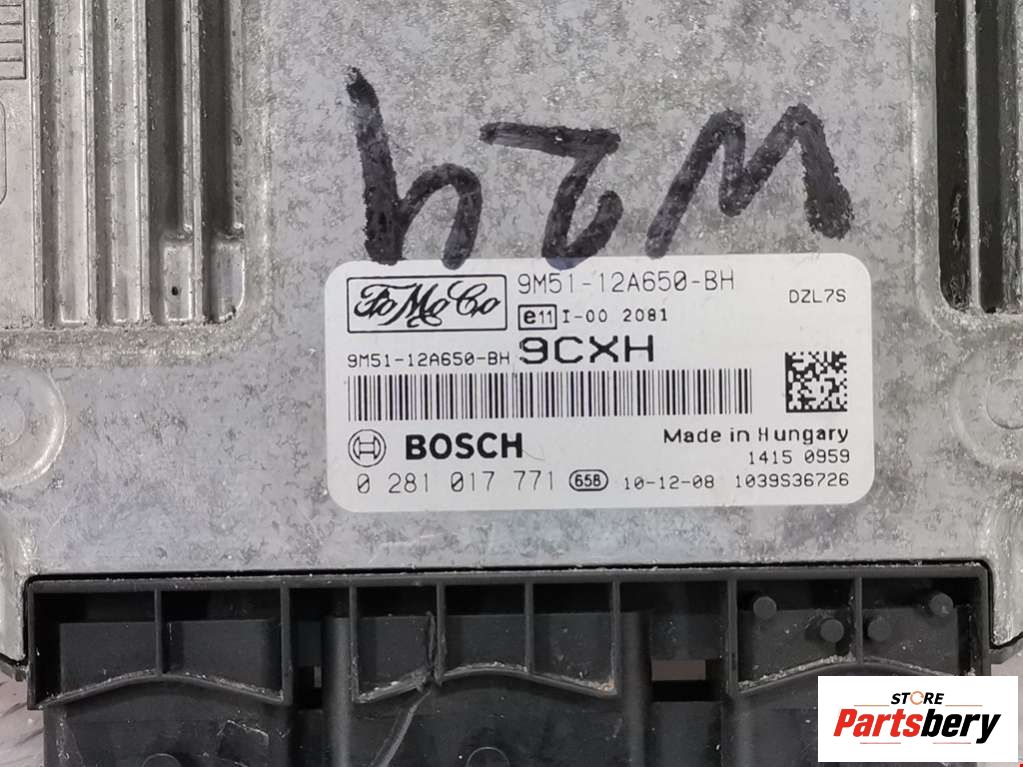 W24
FoMoCo
9M51-12A650-BH
DZL7S
e11 I-00 2081
9M51-12A650-BH 9CXH
BOSCH
Made in Hungary
1415 0959
0 281 017 771 658 10-12-08 1039S36726
STORE
Partsbery